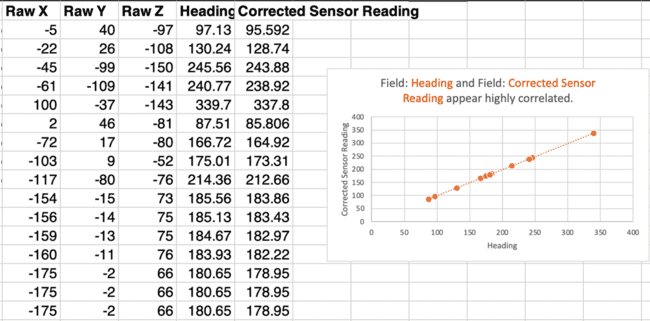 Raw X Raw Y Raw Z Heading Corrected Sensor Reading
-5 40 -97 97.13 95.592
-22 26 -108 130.24 128.74
-45 -99 -150 245.56 243.88
-61 -109 -141 240.77 238.92
100 -37 -143 339.7 337.8
2 46 -81 87.51 85.806
-72 17 -80 166.72 164.92
-103 9 -52 175.01 173.31
-117 -80 -76 214.36 212.66
-154 -15 73 185.56 183.86
-156 -14 75 185.13 183.43
-159 -13 75 184.67 182.97
-160 -11 76 183.93 182.22
-175 -2 66 180.65 178.95
-175 -2 66 180.65 178.95
-175 -2 66 180.65 178.95
Field: Heading and Field: Corrected Sensor
Reading appear highly correlated.
Corrected Sensor Reading
400
350
300
250
200
150
100
50
0
0 50 100 150 200 250 300 350 400
Heading